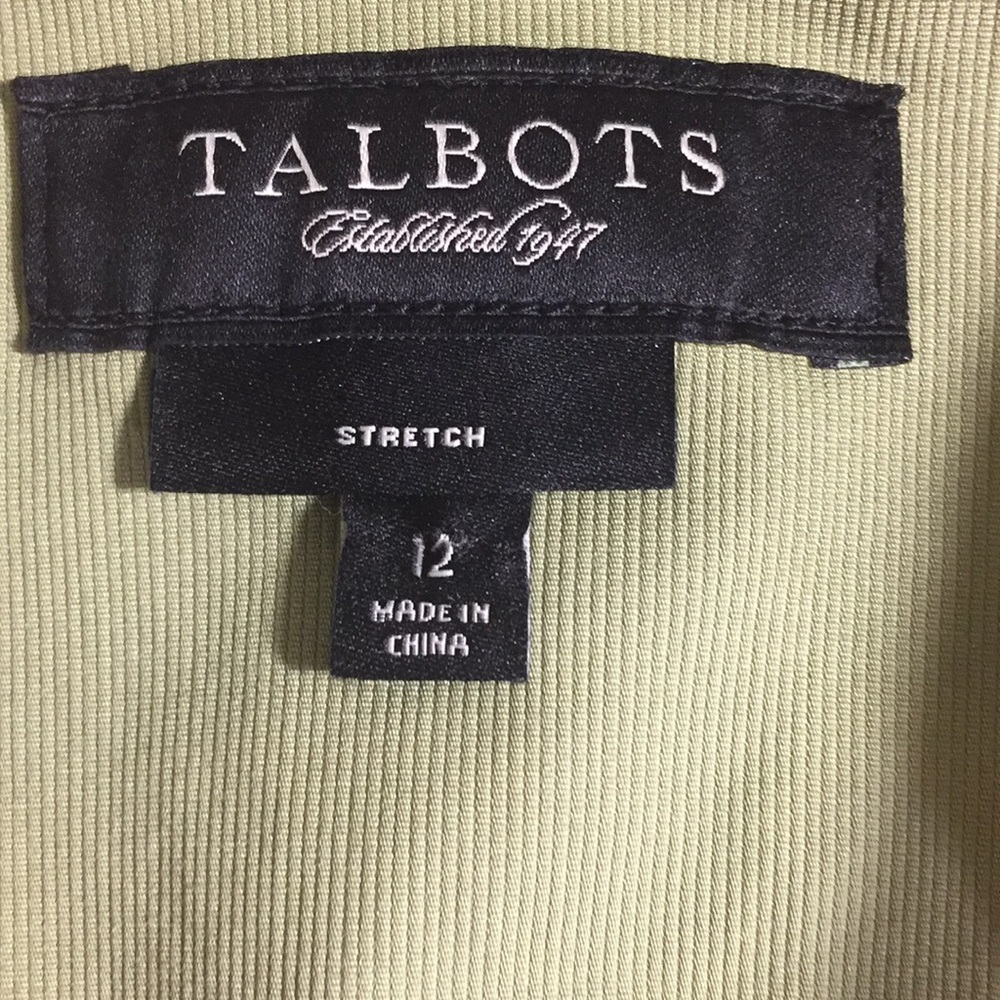 TALBOTS
Established 1947
STRETCH
12
MADE IN
CHINA